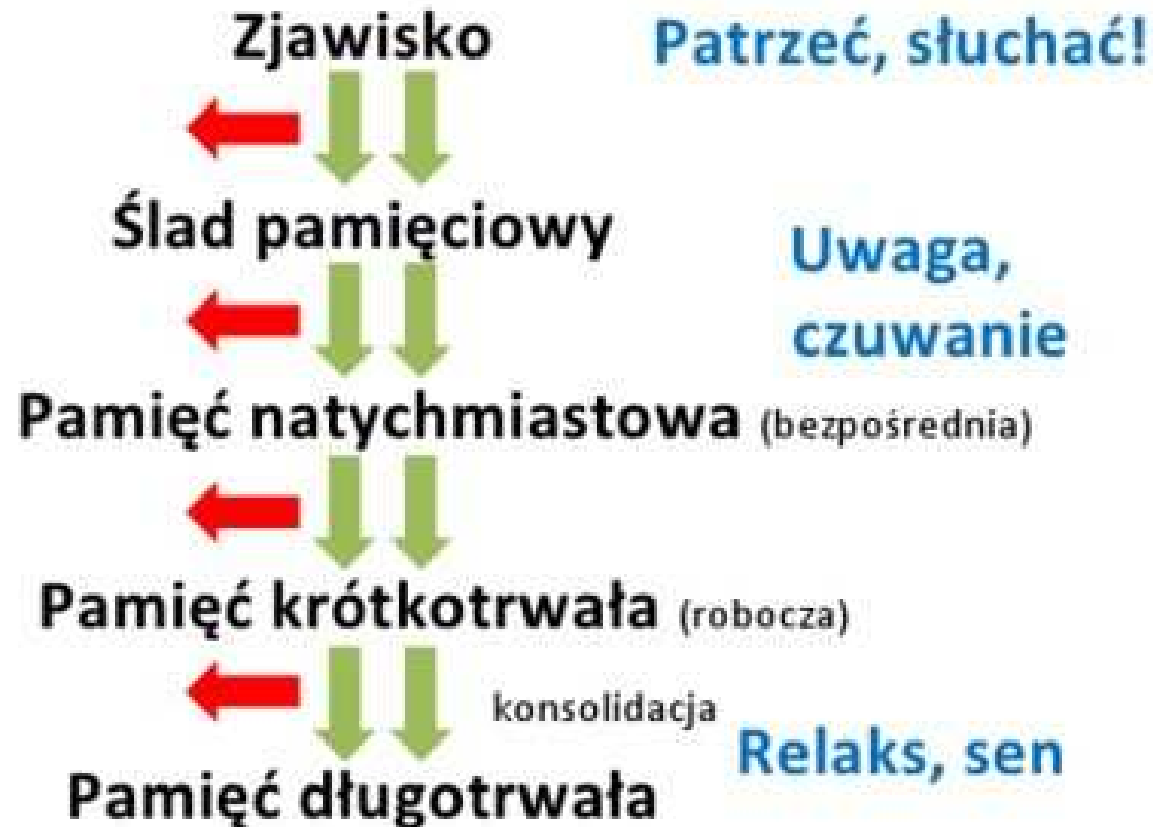 Zjawisko
Patrzeć, słuchać!
Ślad pamięciowy
Uwaga,
czuwanie
Pamięć natychmiastowa (bezpośrednia)
Pamięć krótkotrwała (robocza)
konsolidacja
Relaks, sen
Pamięć długotrwała